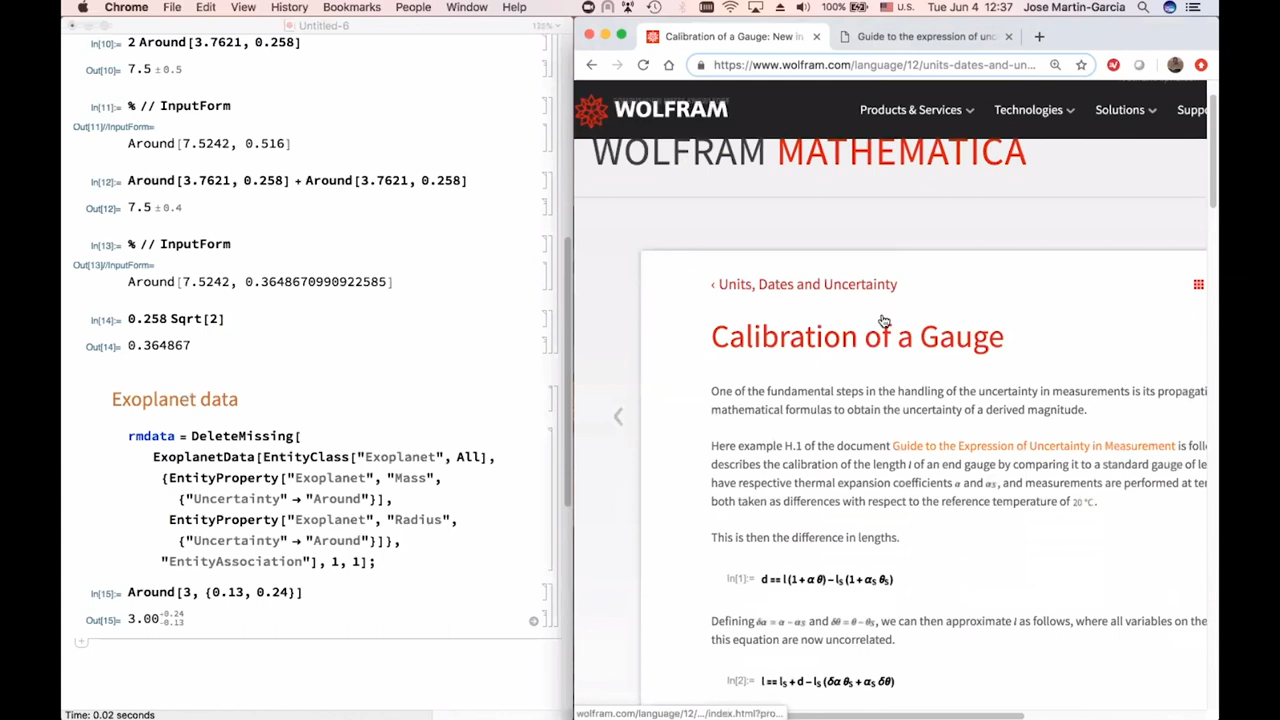 Chrome File Edit View History Bookmarks People Window Help 100% U.S. Tue Jun 4 12:37 Jose Martin-Garcia
Untitled-6 125%
In[10]:= 2 Around[3.7621, 0.258]
Out[10]= 7.5 ± 0.5
In[11]:= % // InputForm
Out[11]//InputForm=
Around[7.5242, 0.516]
In[12]:= Around[3.7621, 0.258] + Around[3.7621, 0.258]
Out[12]= 7.5 ± 0.4
In[13]:= % // InputForm
Out[13]//InputForm=
Around[7.5242, 0.3648670990922585]
In[14]:= 0.258 Sqrt[2]
Out[14]= 0.364867
Exoplanet data
rmdata = DeleteMissing[
ExoplanetData[EntityClass["Exoplanet", All],
{EntityProperty["Exoplanet", "Mass",
{"Uncertainty" → "Around"}],
EntityProperty["Exoplanet", "Radius",
{"Uncertainty" → "Around"}]},
"EntityAssociation"], 1, 1];
In[15]:= Around[3, {0.13, 0.24}]
Out[15]= 3.00 -0.24 -0.13
Time: 0.02 seconds
Calibration of a Gauge: New in
Guide to the expression of unc
https://www.wolfram.com/language/12/units-dates-and-un...
WOLFRAM Products & Services Technologies Solutions Suppo
WOLFRAM MATHEMATICA
‹ Units, Dates and Uncertainty
Calibration of a Gauge
One of the fundamental steps in the handling of the uncertainty in measurements is its propagati
mathematical formulas to obtain the uncertainty of a derived magnitude.
Here example H.1 of the document Guide to the Expression of Uncertainty in Measurement is follo
describes the calibration of the length l of an end gauge by comparing it to a standard gauge of le
have respective thermal expansion coefficients α and αS, and measurements are performed at ter
both taken as differences with respect to the reference temperature of 20 °C.
This is then the difference in lengths.
In[1]:= d == l (1 + α θ) - lS (1 + αS θS)
Defining δα = α - αS and δθ = θ - θS, we can then approximate l as follows, where all variables on the
this equation are now uncorrelated.
In[2]:= l == lS + d - lS (δα θS + αS δθ)
wolfram.com/language/12/.../index.html?pro...